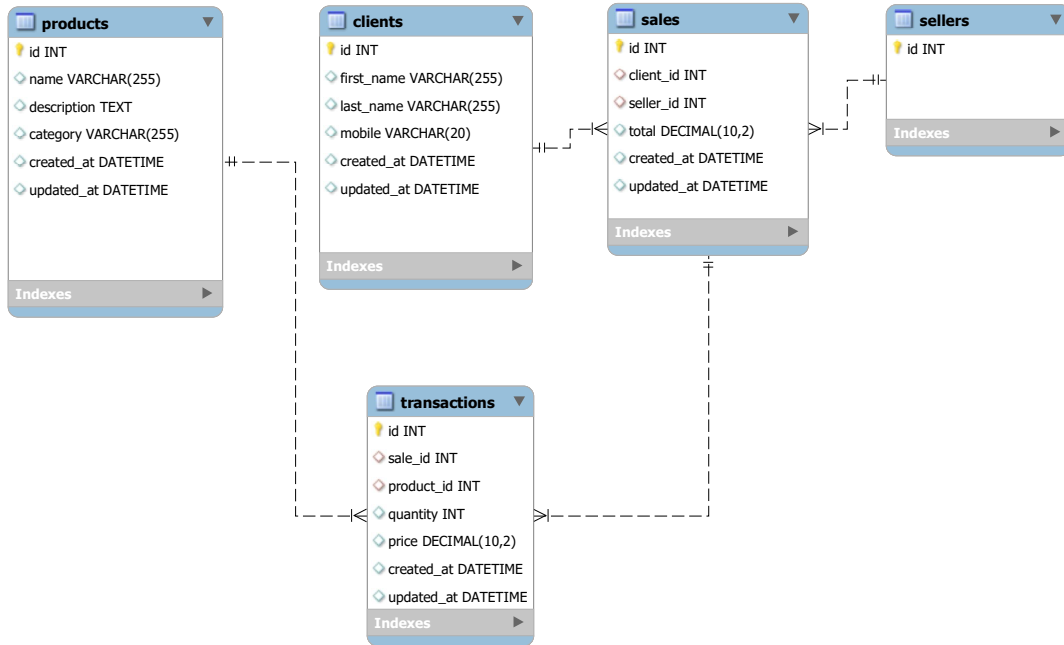 products
id INT
name VARCHAR(255)
description TEXT
category VARCHAR(255)
created_at DATETIME
updated_at DATETIME
Indexes
clients
id INT
first_name VARCHAR(255)
last_name VARCHAR(255)
mobile VARCHAR(20)
created_at DATETIME
updated_at DATETIME
Indexes
sales
id INT
client_id INT
seller_id INT
total DECIMAL(10,2)
created_at DATETIME
updated_at DATETIME
Indexes
sellers
id INT
Indexes
transactions
id INT
sale_id INT
product_id INT
quantity INT
price DECIMAL(10,2)
created_at DATETIME
updated_at DATETIME
Indexes